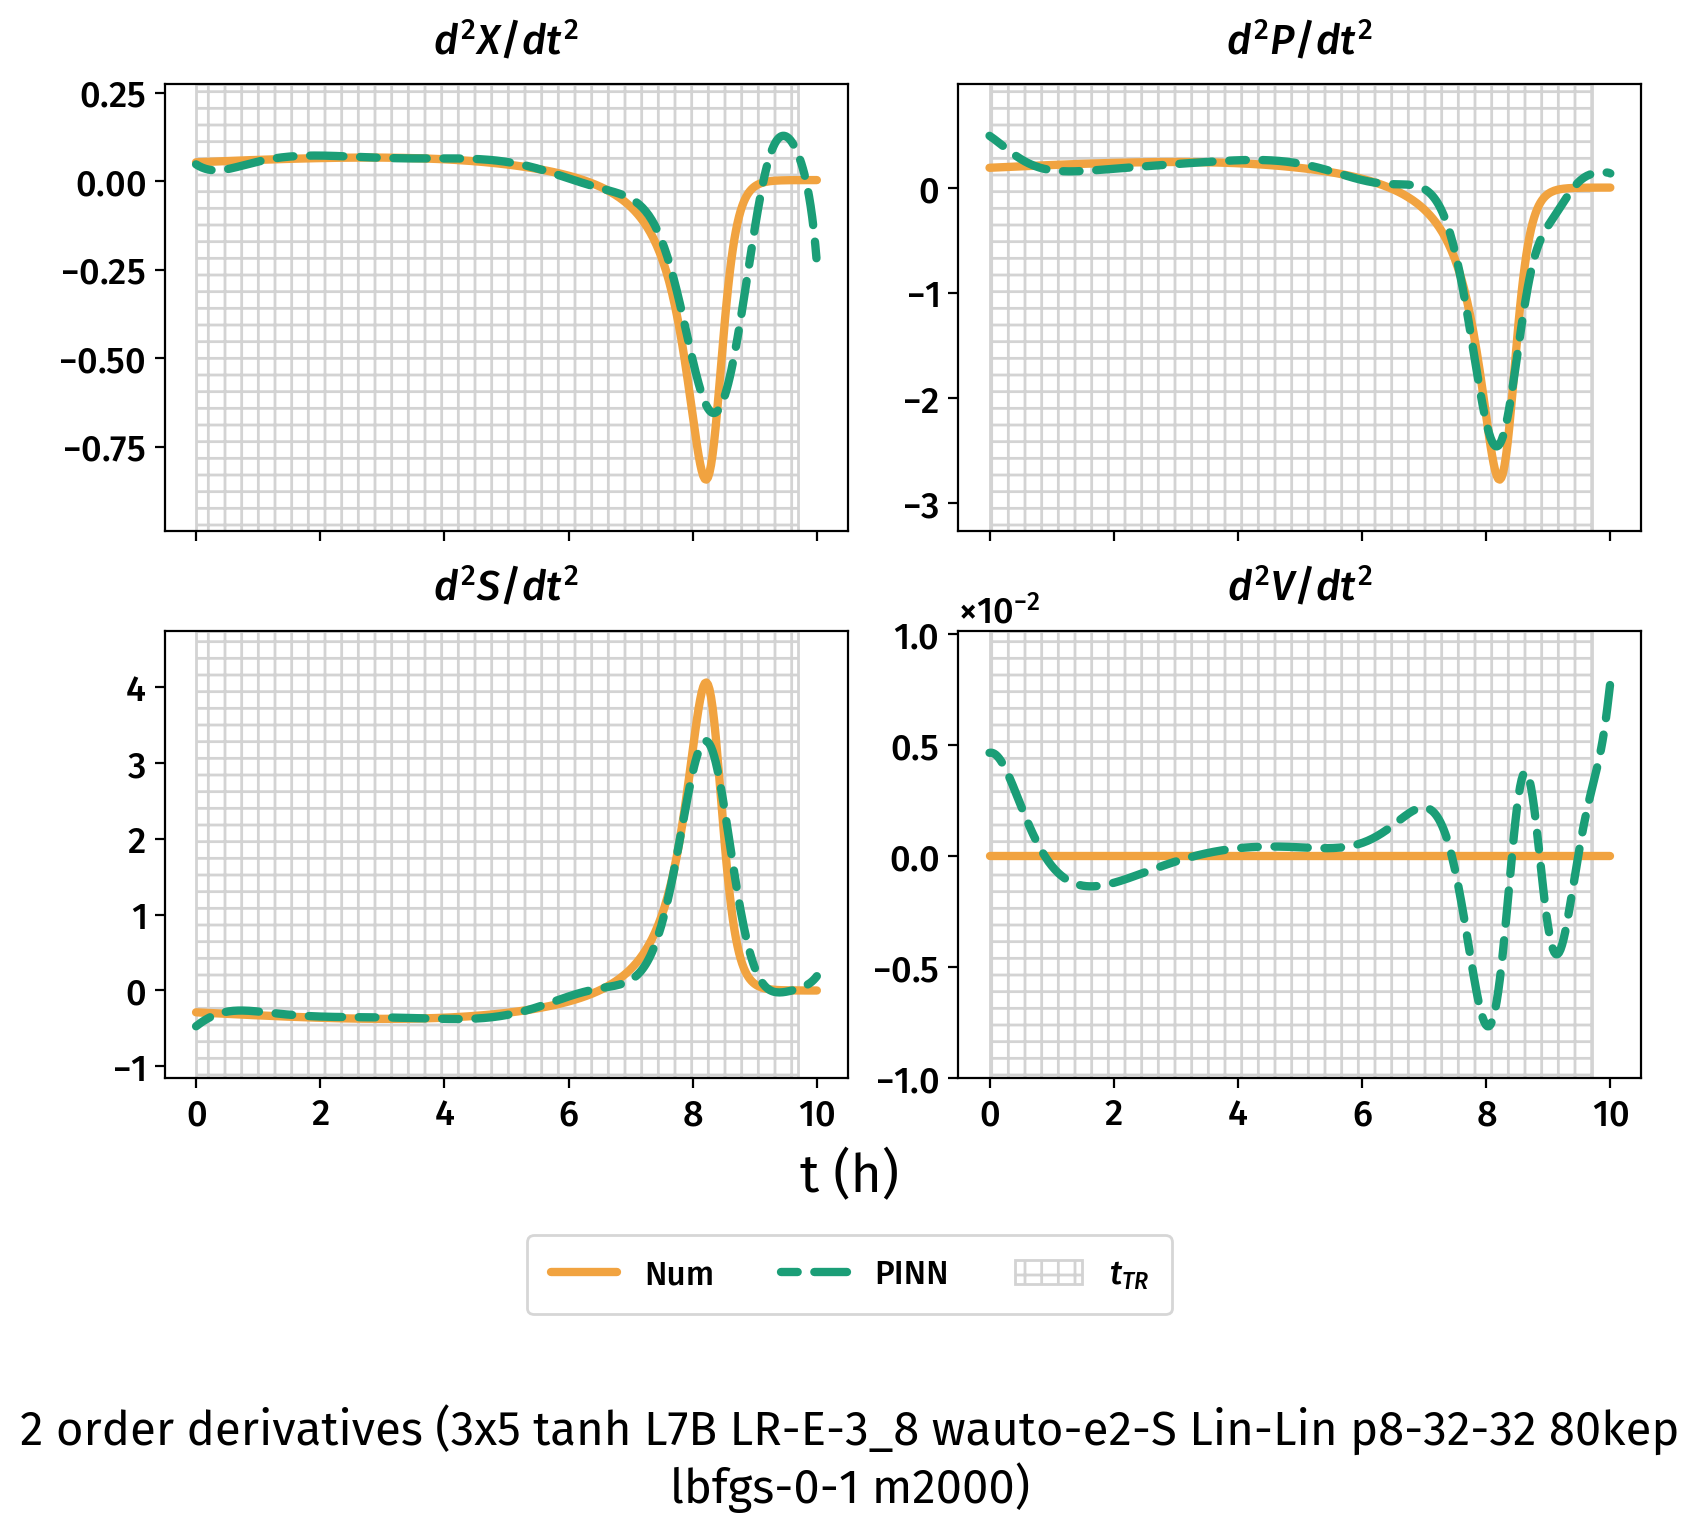 d²X/dt²
d²P/dt²
0.25
0.00
−0.25
−0.50
−0.75
0
−1
−2
−3
d²S/dt²
d²V/dt²
×10⁻²
4
3
2
1
0
−1
1.0
0.5
0.0
−0.5
−1.0
0 2 4 6 8 10
0 2 4 6 8 10
t (h)
Num PINN t_TR
2 order derivatives (3x5 tanh L7B LR-E-3_8 wauto-e2-S Lin-Lin p8-32-32 80kep
lbfgs-0-1 m2000)